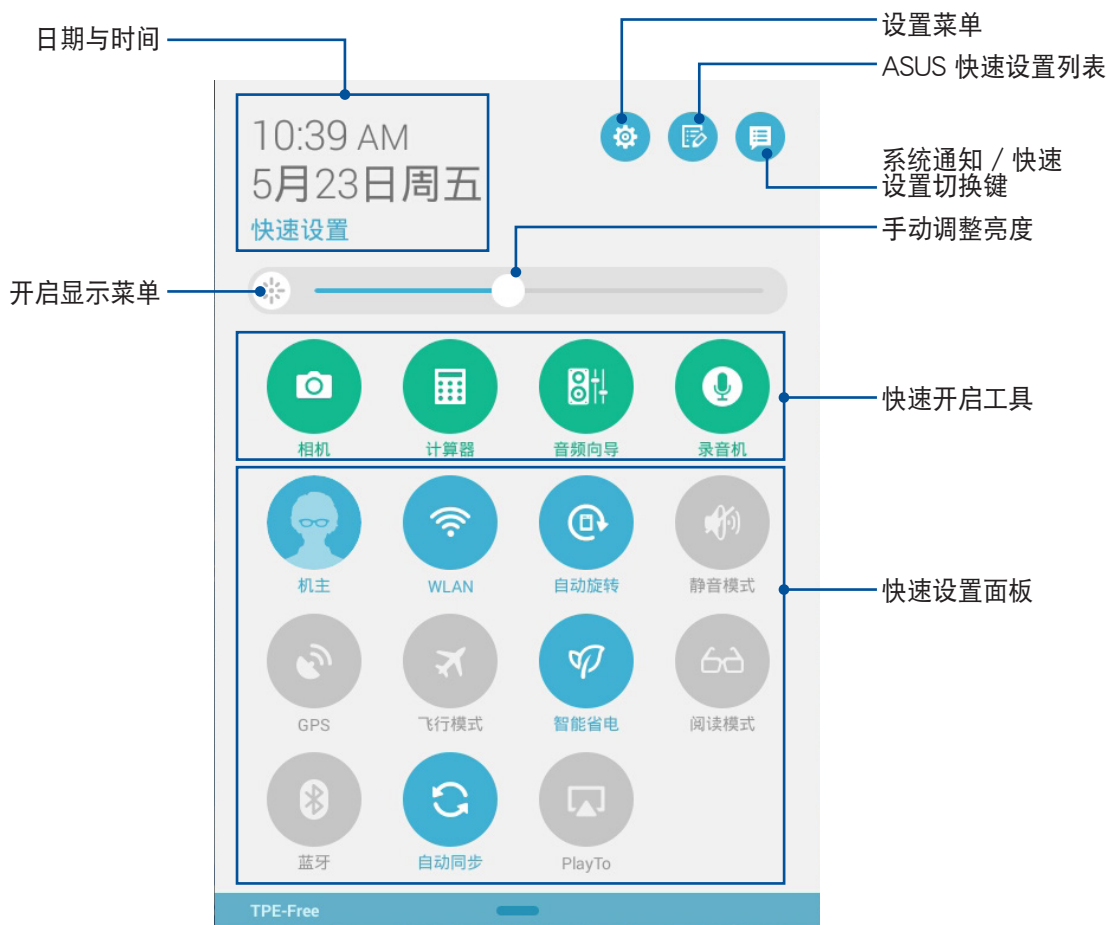 日期与时间
设置菜单
ASUS 快速设置列表
10:39 AM
5月23日周五
快速设置
系统通知 / 快速
设置切换键
手动调整亮度
开启显示菜单
快速开启工具
相机
计算器
音频向导
录音机
机主
WLAN
自动旋转
静音模式
快速设置面板
GPS
飞行模式
智能省电
阅读模式
蓝牙
自动同步
PlayTo
TPE-Free